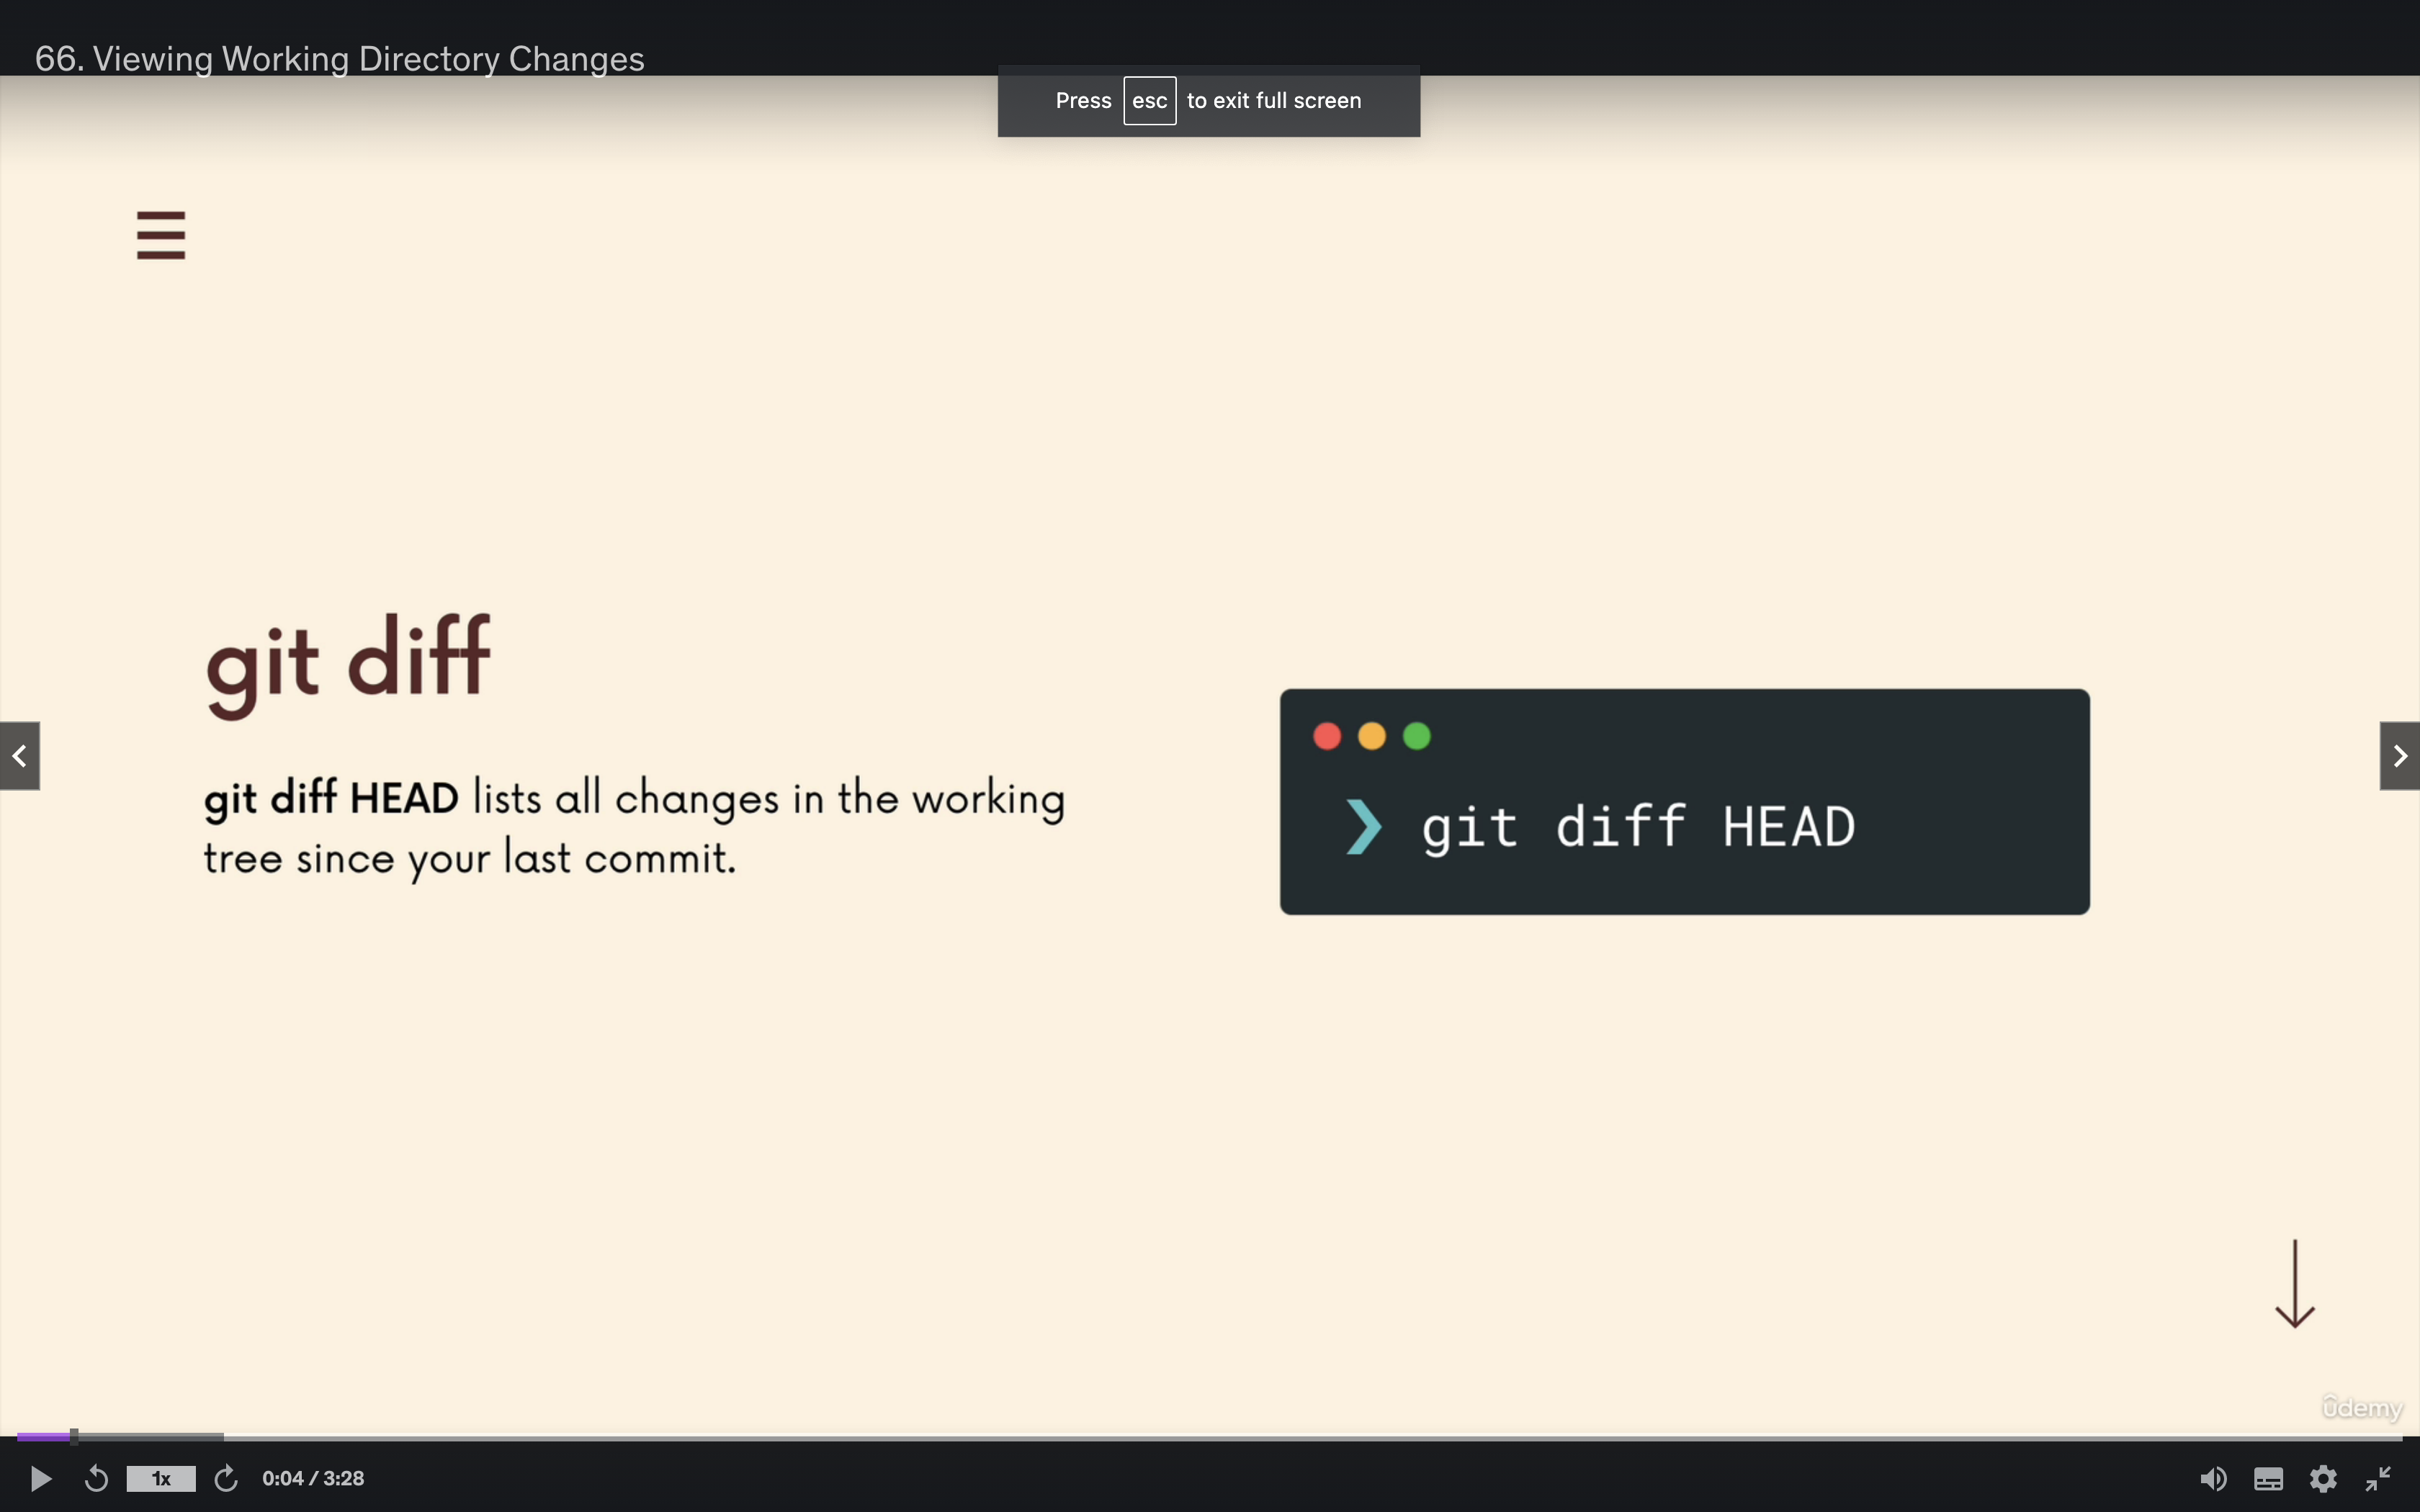 66. Viewing Working Directory Changes
Press esc to exit full screen
git diff
git diff HEAD lists all changes in the working
tree since your last commit.
❯ git diff HEAD
ûdemy
1x
0:04 / 3:28